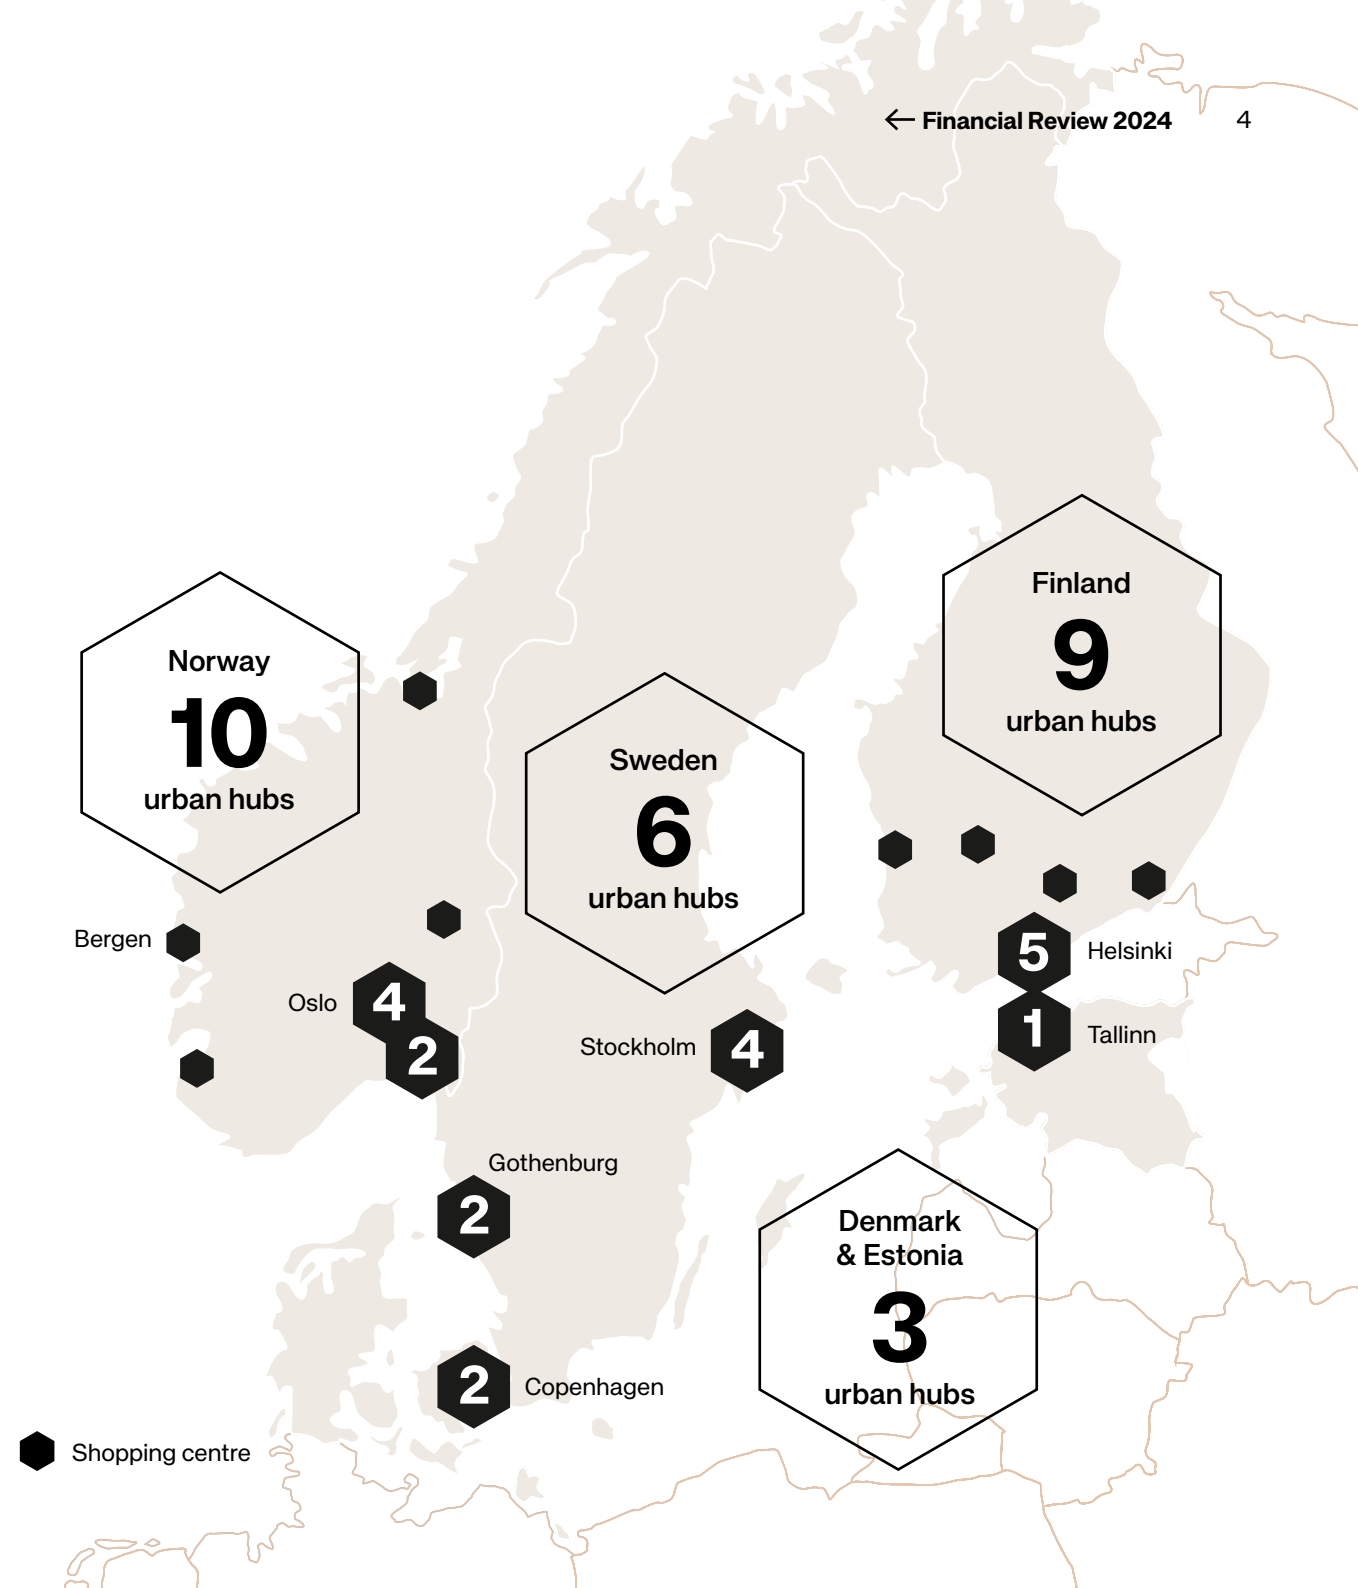 ← Financial Review 2024 4
Finland
9
urban hubs
Norway
10
urban hubs
Sweden
6
urban hubs
Bergen
Oslo
4
2
Stockholm
4
5
Helsinki
1
Tallinn
Gothenburg
2
Denmark
& Estonia
3
urban hubs
2
Copenhagen
Shopping centre